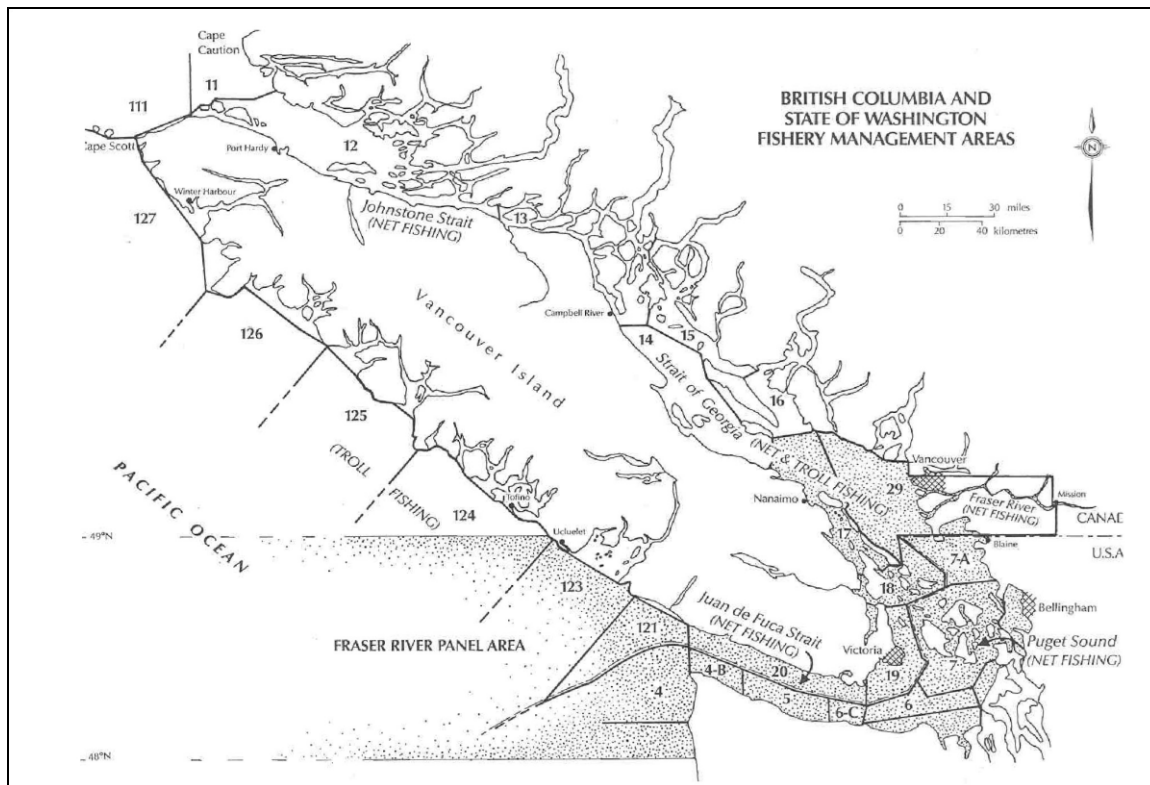 Cape
Caution
11
111
Cape Scott
Port Hardy
12
BRITISH COLUMBIA AND
STATE OF WASHINGTON
FISHERY MANAGEMENT AREAS
N
Winter Harbour
127
13
Johnstone Strait
(NET FISHING)
0 15 30 miles
0 20 40 kilometres
Vancouver Island
Campbell River
126
14
15
Strait of Georgia
(NET & TROLL FISHING)
16
125
(TROLL
FISHING)
PACIFIC OCEAN
Vancouver
29
Fraser River
(NET FISHING)
Mission
Nanaimo
124
Tofino
Ucluelet
CANAD
49°N
17
Blaine
U.S.A
7-A
123
18
Bellingham
Juan de Fuca Strait
(NET FISHING)
121
FRASER RIVER PANEL AREA
Victoria
Puget Sound
(NET FISHING)
7
4-B
20
19
4
5
6-C
6
48°N